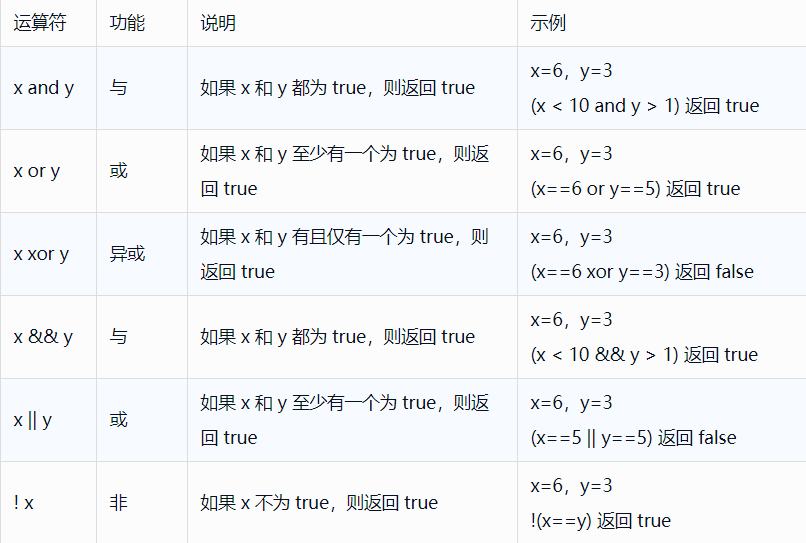 运算符 功能 说明 示例
x and y 与 如果 x 和 y 都为 true，则返回 true x=6，y=3
(x < 10 and y > 1) 返回 true
x or y 或 如果 x 和 y 至少有一个为 true，则返
回 true
x=6，y=3
(x==6 or y==5) 返回 true
x xor y 异或 如果 x 和 y 有且仅有一个为 true，则
返回 true
x=6，y=3
(x==6 xor y==3) 返回 false
x && y 与 如果 x 和 y 都为 true，则返回 true x=6，y=3
(x < 10 && y > 1) 返回 true
x || y 或 如果 x 和 y 至少有一个为 true，则返
回 true
x=6，y=3
(x==5 || y==5) 返回 false
! x 非 如果 x 不为 true，则返回 true x=6，y=3
!(x==y) 返回 true